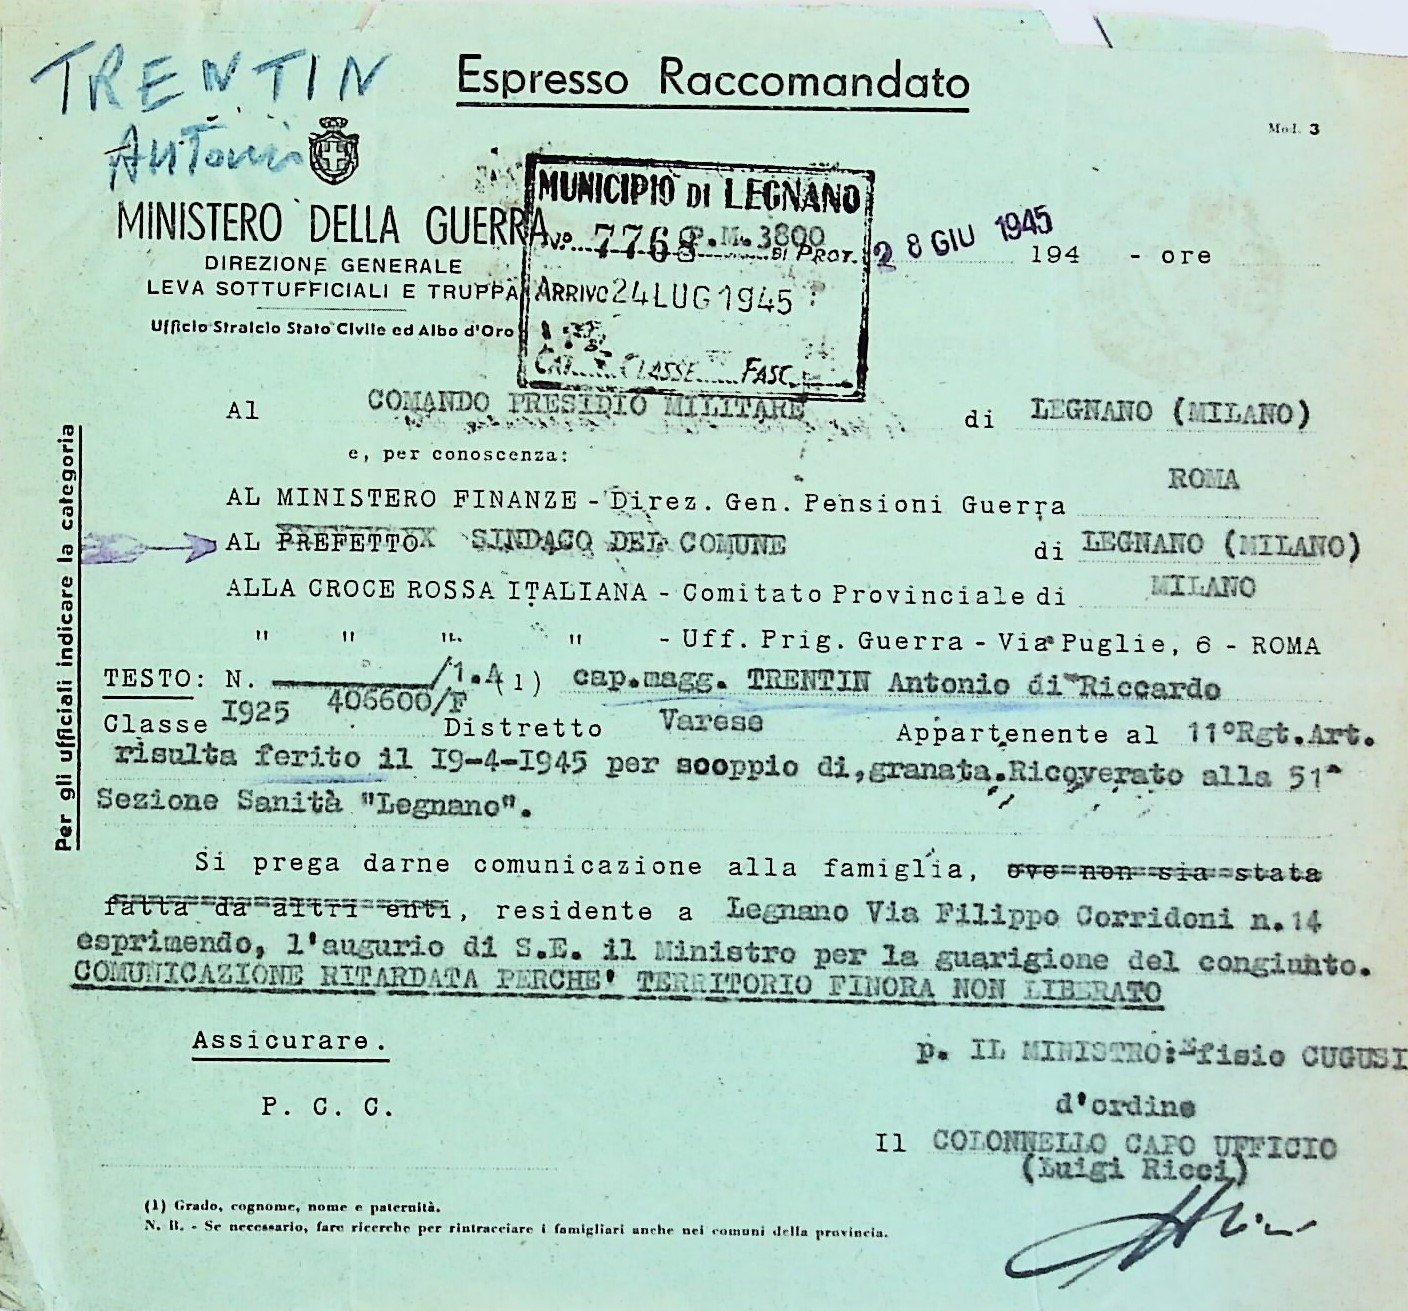 TRENTIN
Espresso Raccomandato
Mod. 3
Antonio
MINISTERO DELLA GUERRA
DIREZIONE GENERALE
LEVA SOTTUFFICIALI E TRUPPA
Ufficio Stralcio Stato Civile ed Albo d'Oro
MUNICIPIO DI LEGNANO
No. 7768 DI PROT.
P.M. 3800
ARRIVO 24 LUG 1945
CAT. CLASSE FASC.
28 GIU 1945
194 - ore
Al COMANDO PRESIDIO MILITARE di LEGNANO (MILANO)
e, per conoscenza:
AL MINISTERO FINANZE - Direz. Gen. Pensioni Guerra ROMA
AL PREFETTO SINDACO DEL COMUNE di LEGNANO (MILANO)
ALLA CROCE ROSSA ITALIANA - Comitato Provinciale di MILANO
" " " " - Uff. Prig. Guerra - Via Puglie, 6 - ROMA
Per gli ufficiali indicare la categoria
TESTO: N. 406600/F /1.A (1) cap.magg. TRENTIN Antonio di Riccardo
Classe 1925 Distretto Varese Appartenente al 11°Rgt.Art.
risulta ferito il 19-4-1945 per scoppio di,granata.Ricoverato alla 51ª
Sezione Sanità "Legnano".
Si prega darne comunicazione alla famiglia, ove non sia stata
fatta da altri enti, residente a Legnano Via Filippo Corridoni n.14
esprimendo, l'augurio di S.E. il Ministro per la guarigione del congiunto.
COMUNICAZIONE RITARDATA PERCHE' TERRITORIO FINORA NON LIBERATO
Assicurare.
p. IL MINISTRO: fisio CUGUSI
P. C. C.
d'ordine
Il COLONNELLO CAPO UFFICIO
(Luigi Ricci)
(1) Grado, cognome, nome e paternità.
N. B. - Se necessario, fare ricerche per rintracciare i famigliari anche nei comuni della provincia.